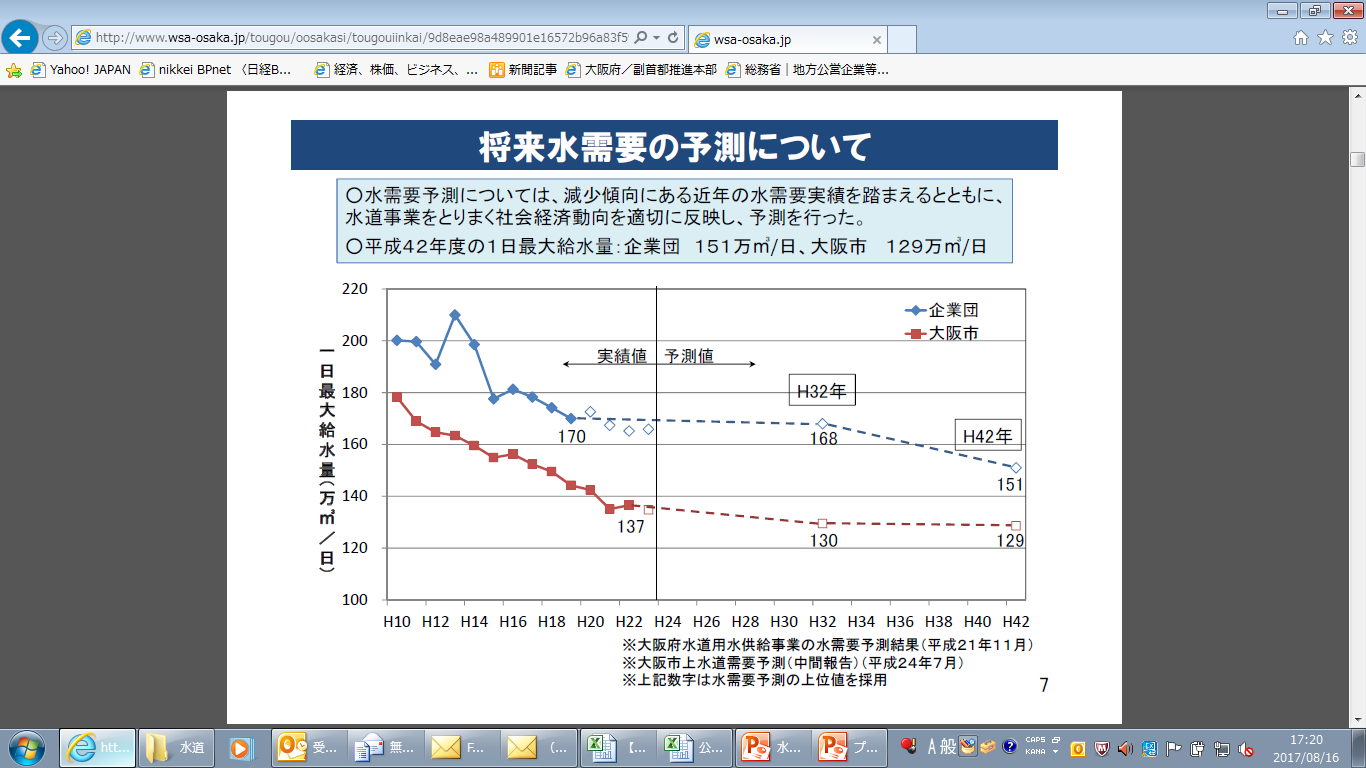 http://www.wsa-osaka.jp/tougou/oosakasi/tougouiinkai/9d8eae98a489901e16572b96a83f5
wsa-osaka.jp
Yahoo! JAPAN
nikkei BPnet 〈日経B...
経済、株価、ビジネス、...
新聞記事
大阪府／副首都推進本部
総務省｜地方公営企業等...
将来水需要の予測について
○水需要予測については、減少傾向にある近年の水需要実績を踏まえるとともに、
水道事業をとりまく社会経済動向を適切に反映し、予測を行った。
○平成４２年度の１日最大給水量：企業団　１５１万㎥/日、大阪市　１２９万㎥/日
一日最大給水量（万㎥／日）
220
200
180
160
140
120
100
企業団
大阪市
実績値
予測値
H32年
H42年
170
168
151
137
130
129
H10 H12 H14 H16 H18 H20 H22 H24 H26 H28 H30 H32 H34 H36 H38 H40 H42
※大阪府水道用水供給事業の水需要予測結果（平成２１年１１月）
※大阪市上水道需要予測（中間報告）（平成２４年７月）
※上記数字は水需要予測の上位値を採用
7
htt...
水道
受...
無...
F...
（...
【...
公...
水...
プ...
A 般
CAPS
KANA
17:20
2017/08/16